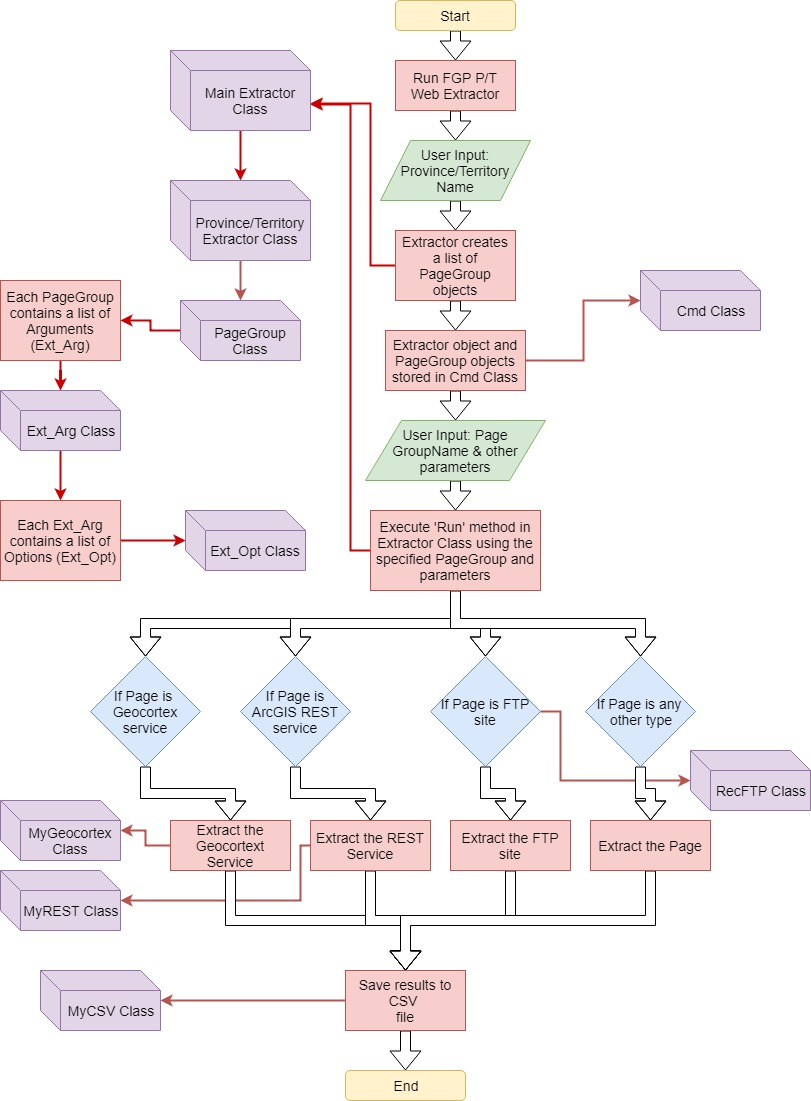 Start
Run FGP P/T
Web Extractor
Main Extractor
Class
User Input:
Province/Territory
Name
Province/Territory
Extractor Class
Extractor creates
a list of
PageGroup
objects
Each PageGroup
contains a list of
Arguments
(Ext_Arg)
PageGroup
Class
Cmd Class
Extractor object and
PageGroup objects
stored in Cmd Class
Ext_Arg Class
User Input: Page
GroupName & other
parameters
Each Ext_Arg
contains a list of
Options (Ext_Opt)
Ext_Opt Class
Execute 'Run' method in
Extractor Class using the
specified PageGroup and
parameters
If Page is
Geocortex
service
If Page is
ArcGIS REST
service
If Page is FTP
site
If Page is any
other type
RecFTP Class
MyGeocortex
Class
Extract the
Geocortext
Service
Extract the REST
Service
Extract the FTP
site
Extract the Page
MyREST Class
MyCSV Class
Save results to
CSV
file
End